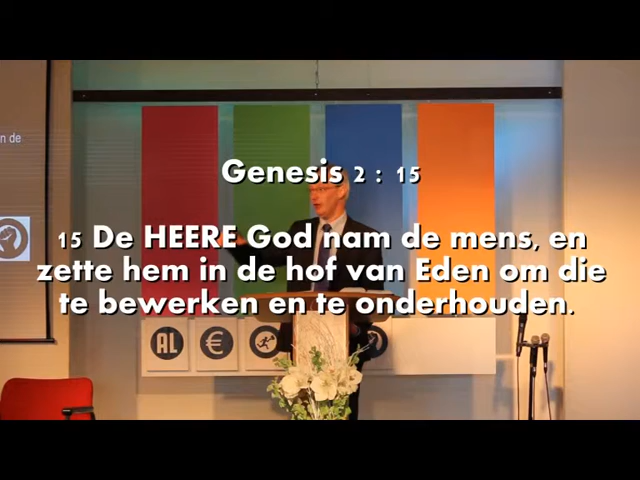 n de
Genesis 2 : 15
15 De HEERE God nam de mens, en
zette hem in de hof van Eden om die
te bewerken en te onderhouden.
AL €